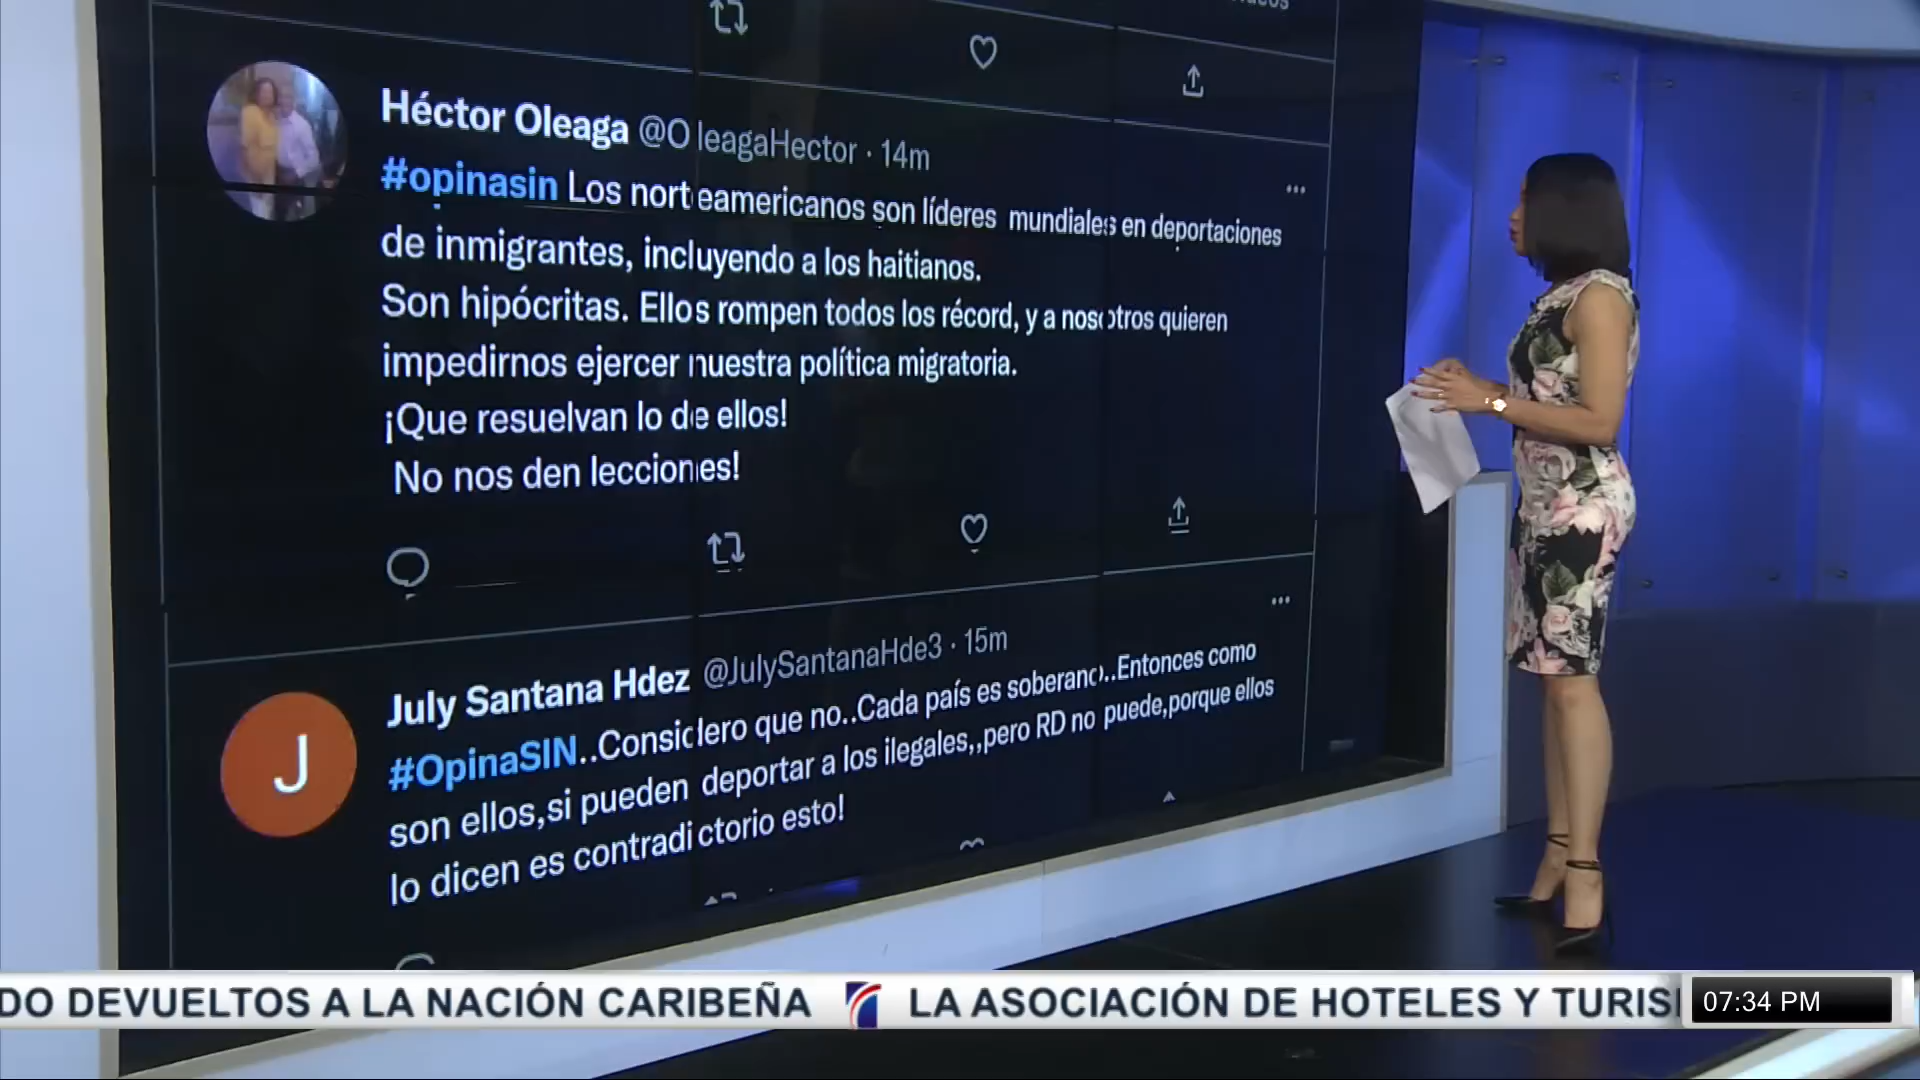 Héctor Oleaga @OleagaHector · 14m
#opinasin Los norteamericanos son líderes mundiales en deportaciones
de inmigrantes, incluyendo a los haitianos.
Son hipócritas. Ellos rompen todos los récord, y a nosotros quieren
impedirnos ejercer nuestra política migratoria.
¡Que resuelvan lo de ellos!
No nos den lecciones!
July Santana Hdez @JulySantanaHde3 · 15m
#OpinaSIN..Considero que no..Cada país es soberano..Entonces como
son ellos,si pueden deportar a los ilegales,,pero RD no puede,porque ellos
lo dicen es contradictorio esto!
J
DO DEVUELTOS A LA NACIÓN CARIBEÑA LA ASOCIACIÓN DE HOTELES Y TURIS
07:34 PM